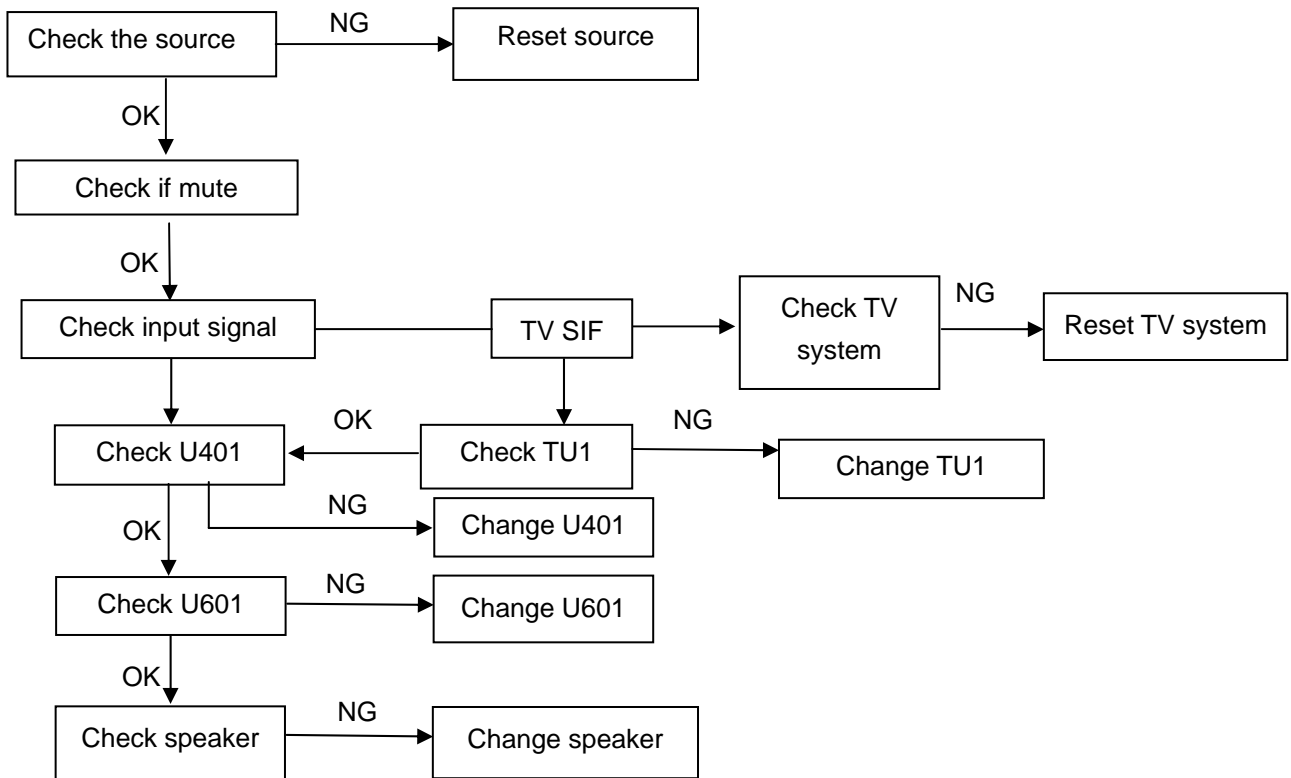 NG
Check the source
Reset source
OK
Check if mute
OK
Check input signal
TV SIF
Check TV
system
NG
Reset TV system
Check U401
OK
Check TU1
NG
Change TU1
OK
NG
Change U401
Check U601
NG
Change U601
OK
Check speaker
NG
Change speaker